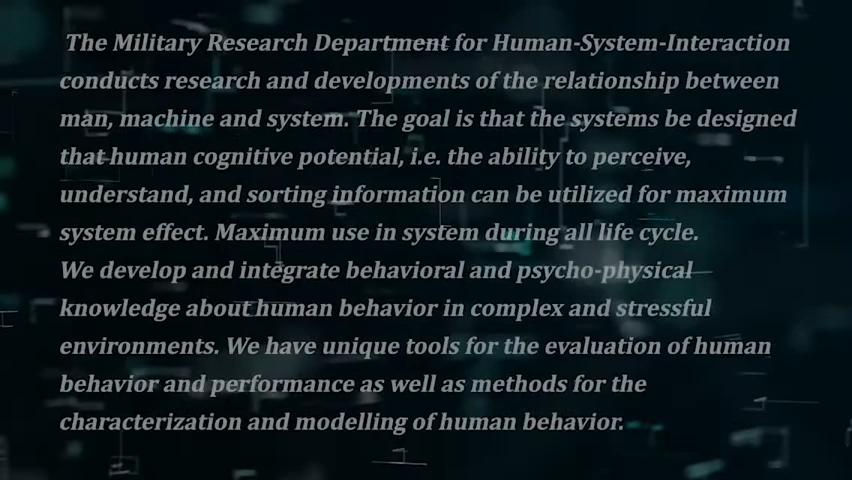 The Military Research Department for Human-System-Interaction
conducts research and developments of the relationship between
man, machine and system. The goal is that the systems be designed
that human cognitive potential, i.e. the ability to perceive,
understand, and sorting information can be utilized for maximum
system effect. Maximum use in system during all life cycle.
We develop and integrate behavioral and psycho-physical
knowledge about human behavior in complex and stressful
environments. We have unique tools for the evaluation of human
behavior and performance as well as methods for the
characterization and modelling of human behavior.